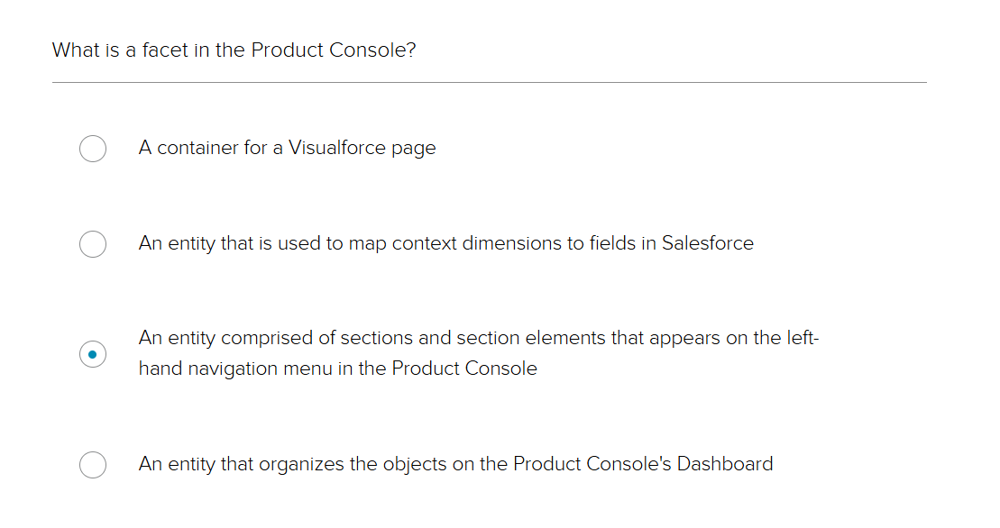 What is a facet in the Product Console?
A container for a Visualforce page
An entity that is used to map context dimensions to fields in Salesforce
An entity comprised of sections and section elements that appears on the left-
hand navigation menu in the Product Console
An entity that organizes the objects on the Product Console's Dashboard